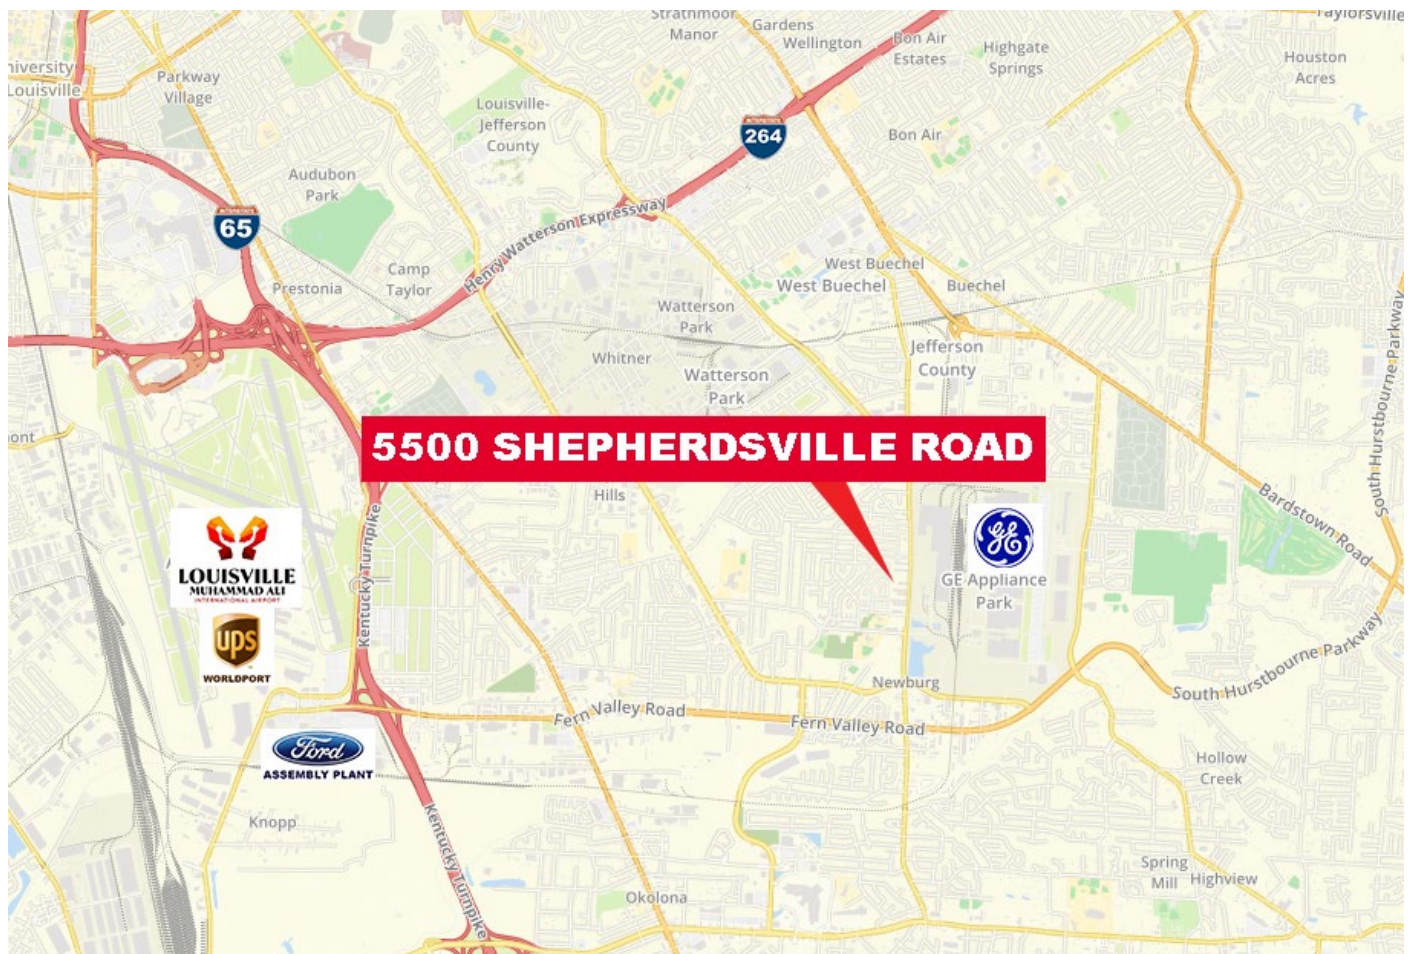 Strathmoor
Manor
Gardens
Wellington
Bon Air
Estates
Highgate
Springs
Taylorsville
Houston
Acres
University
Louisville
Parkway
Village
Louisville-
Jefferson
County
INTERSTATE
264
Bon Air
Audubon
Park
INTERSTATE
65
Henry Watterson Expressway
Camp
Taylor
Prestonia
West Buechel
West Buechel
Buechel
Watterson
Park
Whitner
Watterson
Park
Jefferson
County
South Hurstbourne Parkway
5500 SHEPHERDSVILLE ROAD
ont
Hills
Bardstown Road
Kentucky Turnpike
LOUISVILLE
MUHAMMAD ALI
INTERNATIONAL AIRPORT
GE
GE Appliance
Park
ups
WORLDPORT
South Hurstbourne Parkway
Newburg
Fern Valley Road
Fern Valley Road
Ford
ASSEMBLY PLANT
Hollow
Creek
Knopp
Kentucky Turnpike
Spring
Mill
Highview
Okolona